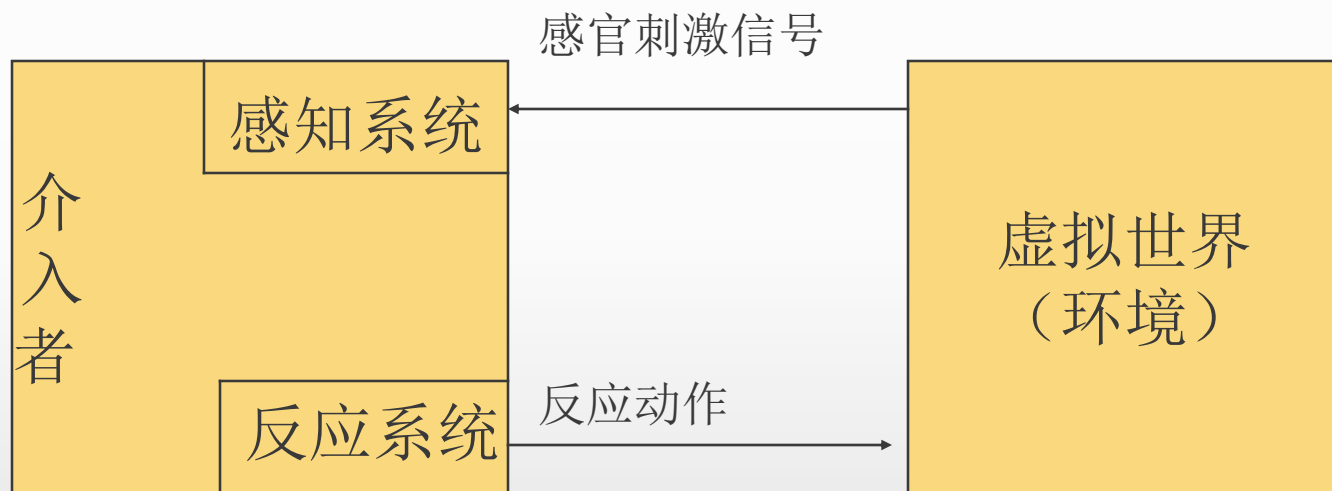 感官刺激信号
感知系统
介
入
者
虚拟世界
（环境）
反应动作
反应系统